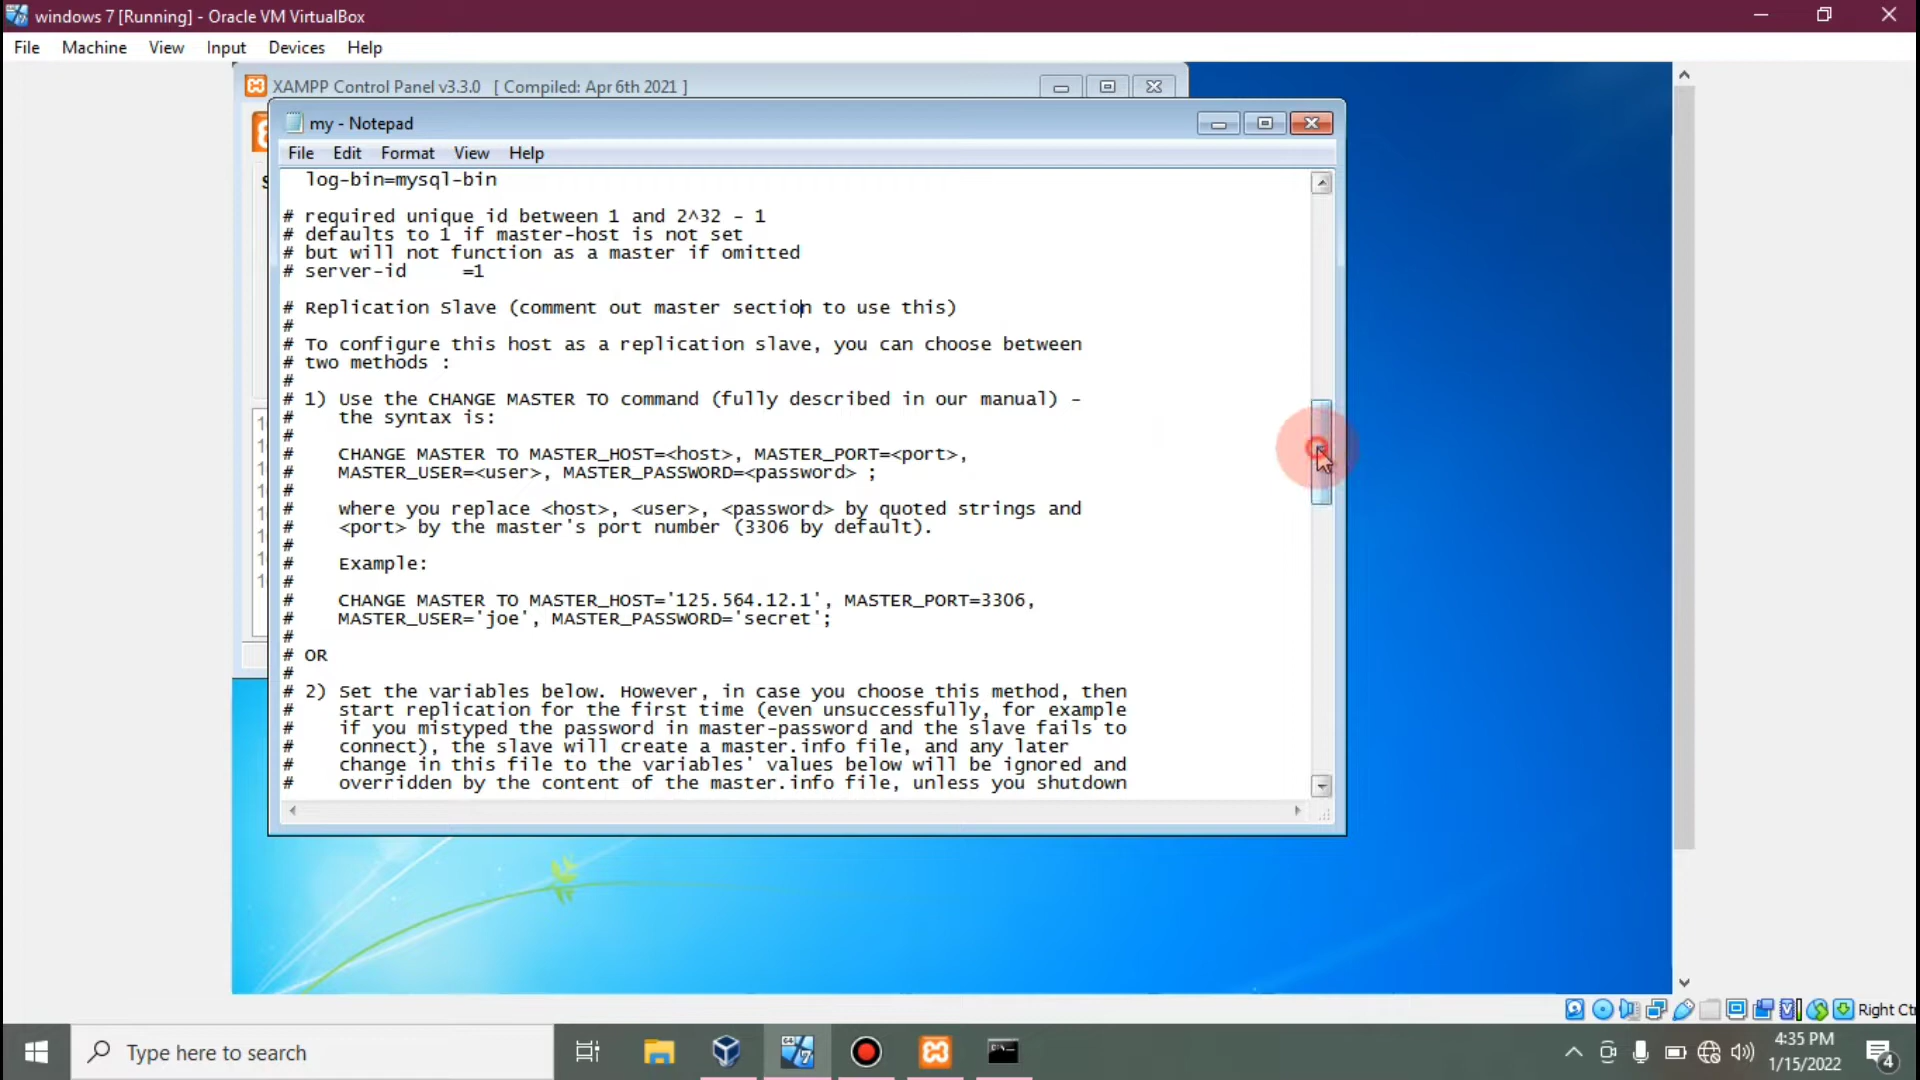 windows 7 [Running] - Oracle VM VirtualBox
File Machine View Input Devices Help
XAMPP Control Panel v3.3.0 [ Compiled: Apr 6th 2021 ]
my - Notepad
File Edit Format View Help
log-bin=mysql-bin
# required unique id between 1 and 2^32 - 1
# defaults to 1 if master-host is not set
# but will not function as a master if omitted
# server-id =1
# Replication Slave (comment out master section to use this)
#
# To configure this host as a replication slave, you can choose between
# two methods :
#
# 1) Use the CHANGE MASTER TO command (fully described in our manual) -
# the syntax is:
#
# CHANGE MASTER TO MASTER_HOST=<host>, MASTER_PORT=<port>,
# MASTER_USER=<user>, MASTER_PASSWORD=<password> ;
#
# where you replace <host>, <user>, <password> by quoted strings and
# <port> by the master's port number (3306 by default).
#
# Example:
#
# CHANGE MASTER TO MASTER_HOST='125.564.12.1', MASTER_PORT=3306,
# MASTER_USER='joe', MASTER_PASSWORD='secret';
#
# OR
#
# 2) Set the variables below. However, in case you choose this method, then
# start replication for the first time (even unsuccessfully, for example
# if you mistyped the password in master-password and the slave fails to
# connect), the slave will create a master.info file, and any later
# change in this file to the variables' values below will be ignored and
# overridden by the content of the master.info file, unless you shutdown
Right Ct
Type here to search
4:35 PM
1/15/2022
4